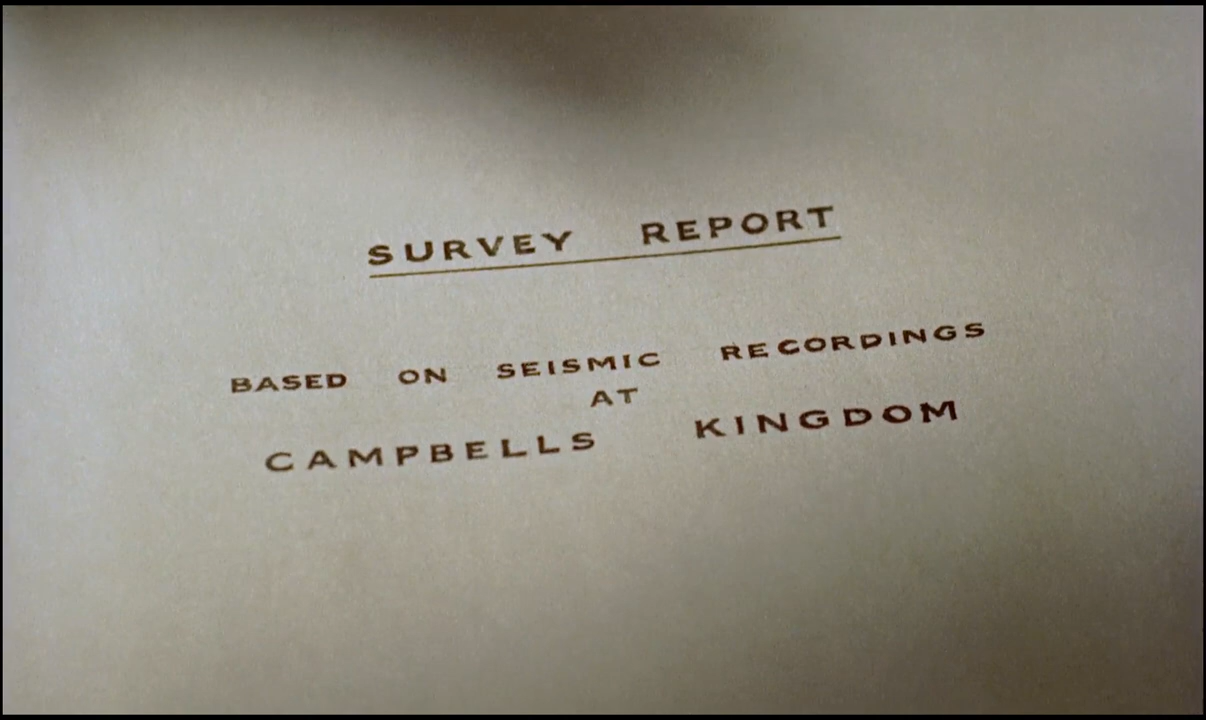 SURVEY REPORT
BASED ON SEISMIC RECORDINGS
AT
CAMPBELLS KINGDOM